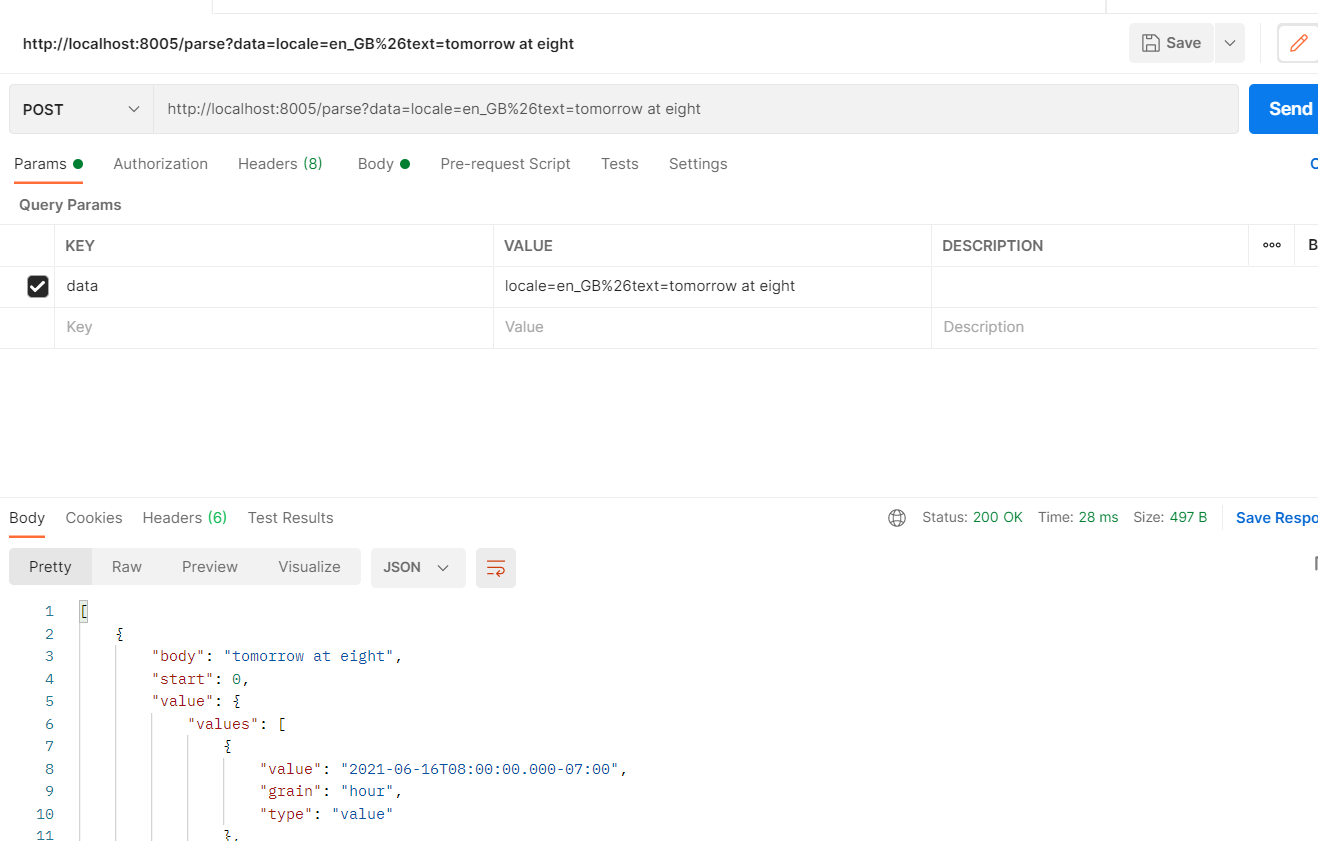 http://localhost:8005/parse?data=locale=en_GB%26text=tomorrow at eight
Save
POST
http://localhost:8005/parse?data=locale=en_GB%26text=tomorrow at eight
Send
Params
Authorization
Headers (8)
Body
Pre-request Script
Tests
Settings
Query Params
KEY
VALUE
DESCRIPTION
B
data
locale=en_GB%26text=tomorrow at eight
Key
Value
Description
Body
Cookies
Headers (6)
Test Results
Status: 200 OK
Time: 28 ms
Size: 497 B
Save Respo
Pretty
Raw
Preview
Visualize
JSON
1 [
2 {
3 "body": "tomorrow at eight",
4 "start": 0,
5 "value": {
6 "values": [
7 {
8 "value": "2021-06-16T08:00:00.000-07:00",
9 "grain": "hour",
10 "type": "value"
11 },